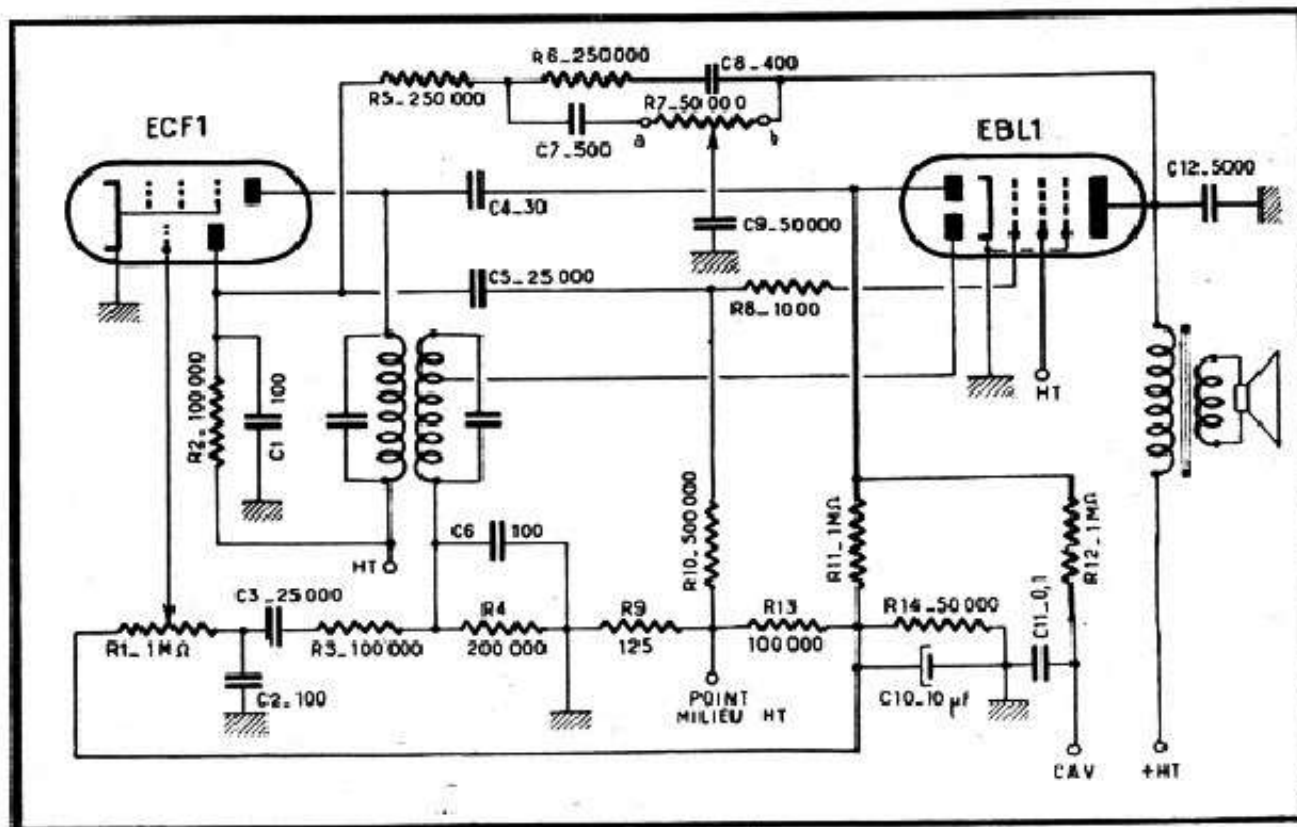 R6_250000
C8_400
R5_250000
R7_50000
ECF1
EBL1
a
b
C7_500
C12_5000
C4_30
C9_50000
C5_25000
R8_1000
R2_100000
C1 100
HT
C6 100
HT
R10_500000
R11_1MΩ
R12_1MΩ
C3_25000
R4
R9
R13
R14_50000
C11_0,1
R1_1MΩ
R3_100000
200000
125
100000
C2_100
C10_10 µf
POINT
MILIEU HT
CAV
+HT